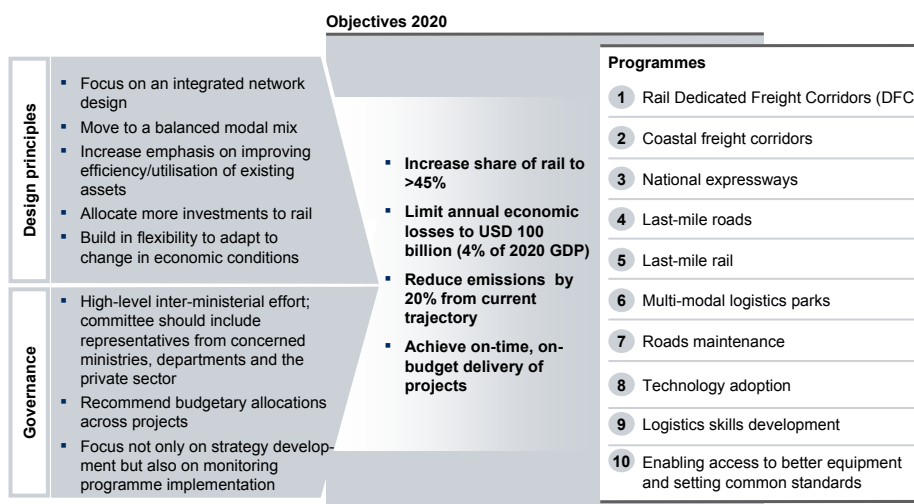 Objectives 2020
Design principles
▪ Focus on an integrated network
design
▪ Move to a balanced modal mix
▪ Increase emphasis on improving
efficiency/utilisation of existing
assets
▪ Allocate more investments to rail
▪ Build in flexibility to adapt to
change in economic conditions
Governance
▪ High-level inter-ministerial effort;
committee should include
representatives from concerned
ministries, departments and the
private sector
▪ Recommend budgetary allocations
across projects
▪ Focus not only on strategy develop-
ment but also on monitoring
programme implementation
▪ Increase share of rail to
>45%
▪ Limit annual economic
losses to USD 100
billion (4% of 2020 GDP)
▪ Reduce emissions by
20% from current
trajectory
▪ Achieve on-time, on-
budget delivery of
projects
Programmes
1 Rail Dedicated Freight Corridors (DFC
2 Coastal freight corridors
3 National expressways
4 Last-mile roads
5 Last-mile rail
6 Multi-modal logistics parks
7 Roads maintenance
8 Technology adoption
9 Logistics skills development
10 Enabling access to better equipment
and setting common standards